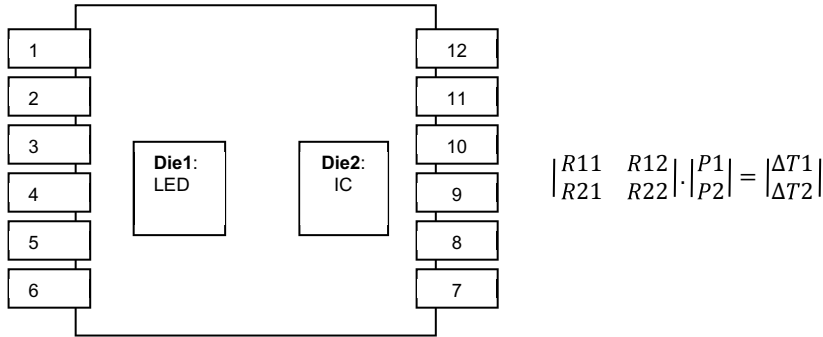 1
2
3
4
5
6
Die1:
LED
Die2:
IC
12
11
10
9
8
7
|R11 R12|.|P1|=|ΔT1|
|R21 R22| |P2| |ΔT2|